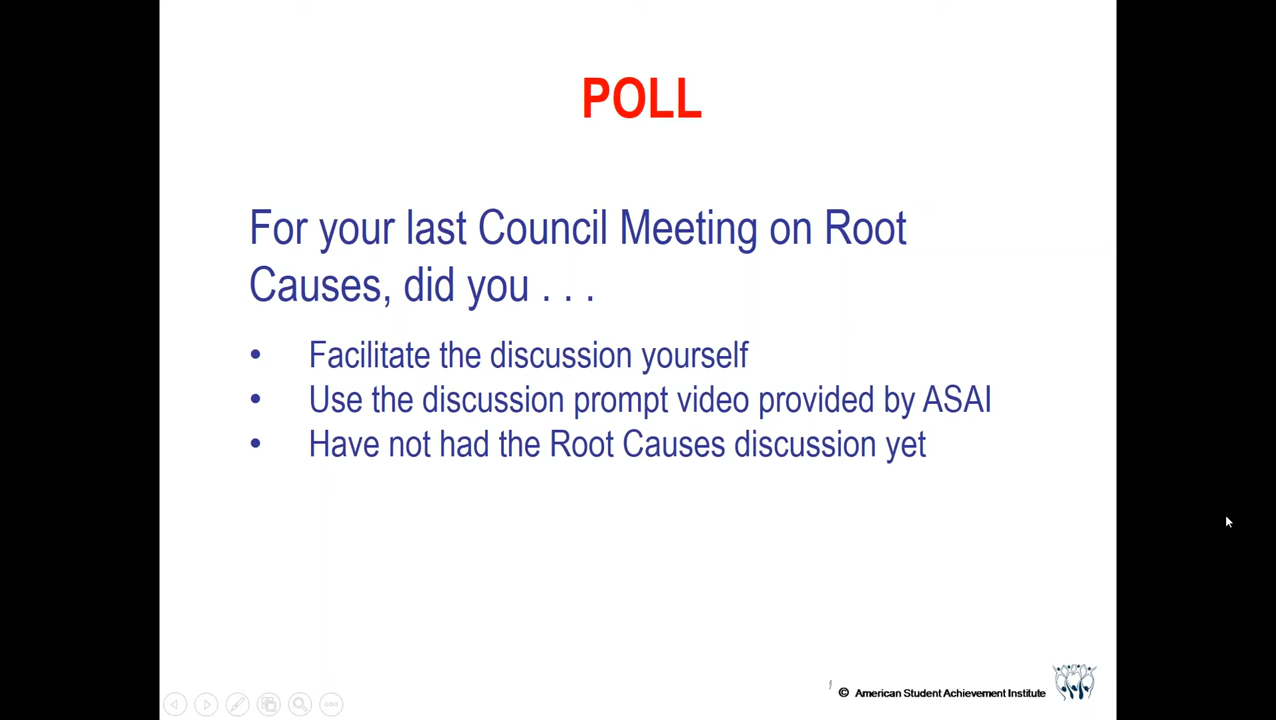 POLL
For your last Council Meeting on Root
Causes, did you . . .
• Facilitate the discussion yourself
• Use the discussion prompt video provided by ASAI
• Have not had the Root Causes discussion yet
© American Student Achievement Institute